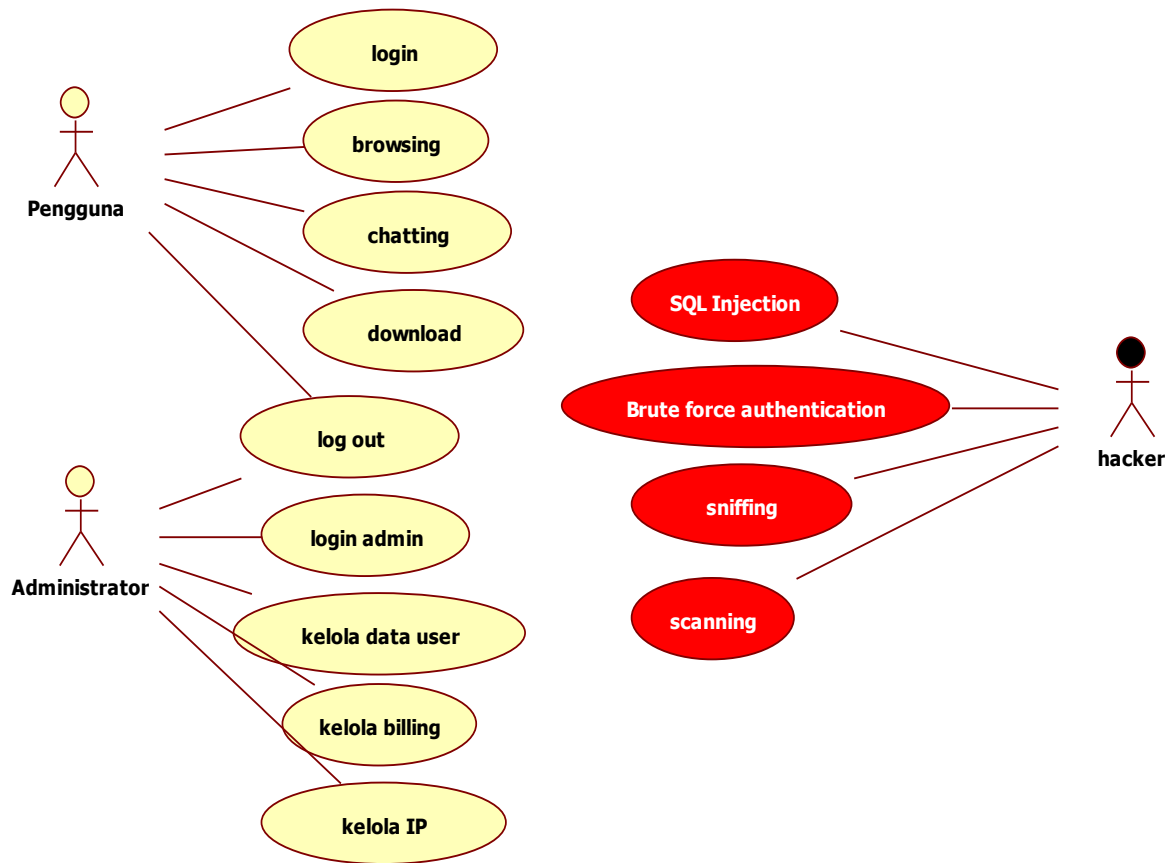 login
browsing
Pengguna
chatting
download
log out
login admin
Administrator
kelola data user
kelola billing
kelola IP
SQL Injection
Brute force authentication
hacker
sniffing
scanning